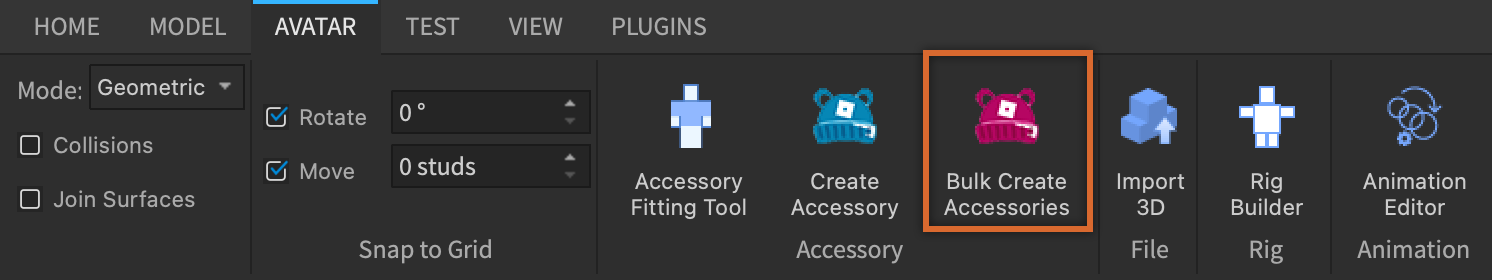 HOME MODEL AVATAR TEST VIEW PLUGINS
Mode: Geometric
Collisions
Join Surfaces
Rotate 0 °
Move 0 studs
Snap to Grid
Accessory
Fitting Tool
Create
Accessory
Bulk Create
Accessories
Accessory
Import
3D
File
Rig
Builder
Rig
Animation
Editor
Animation